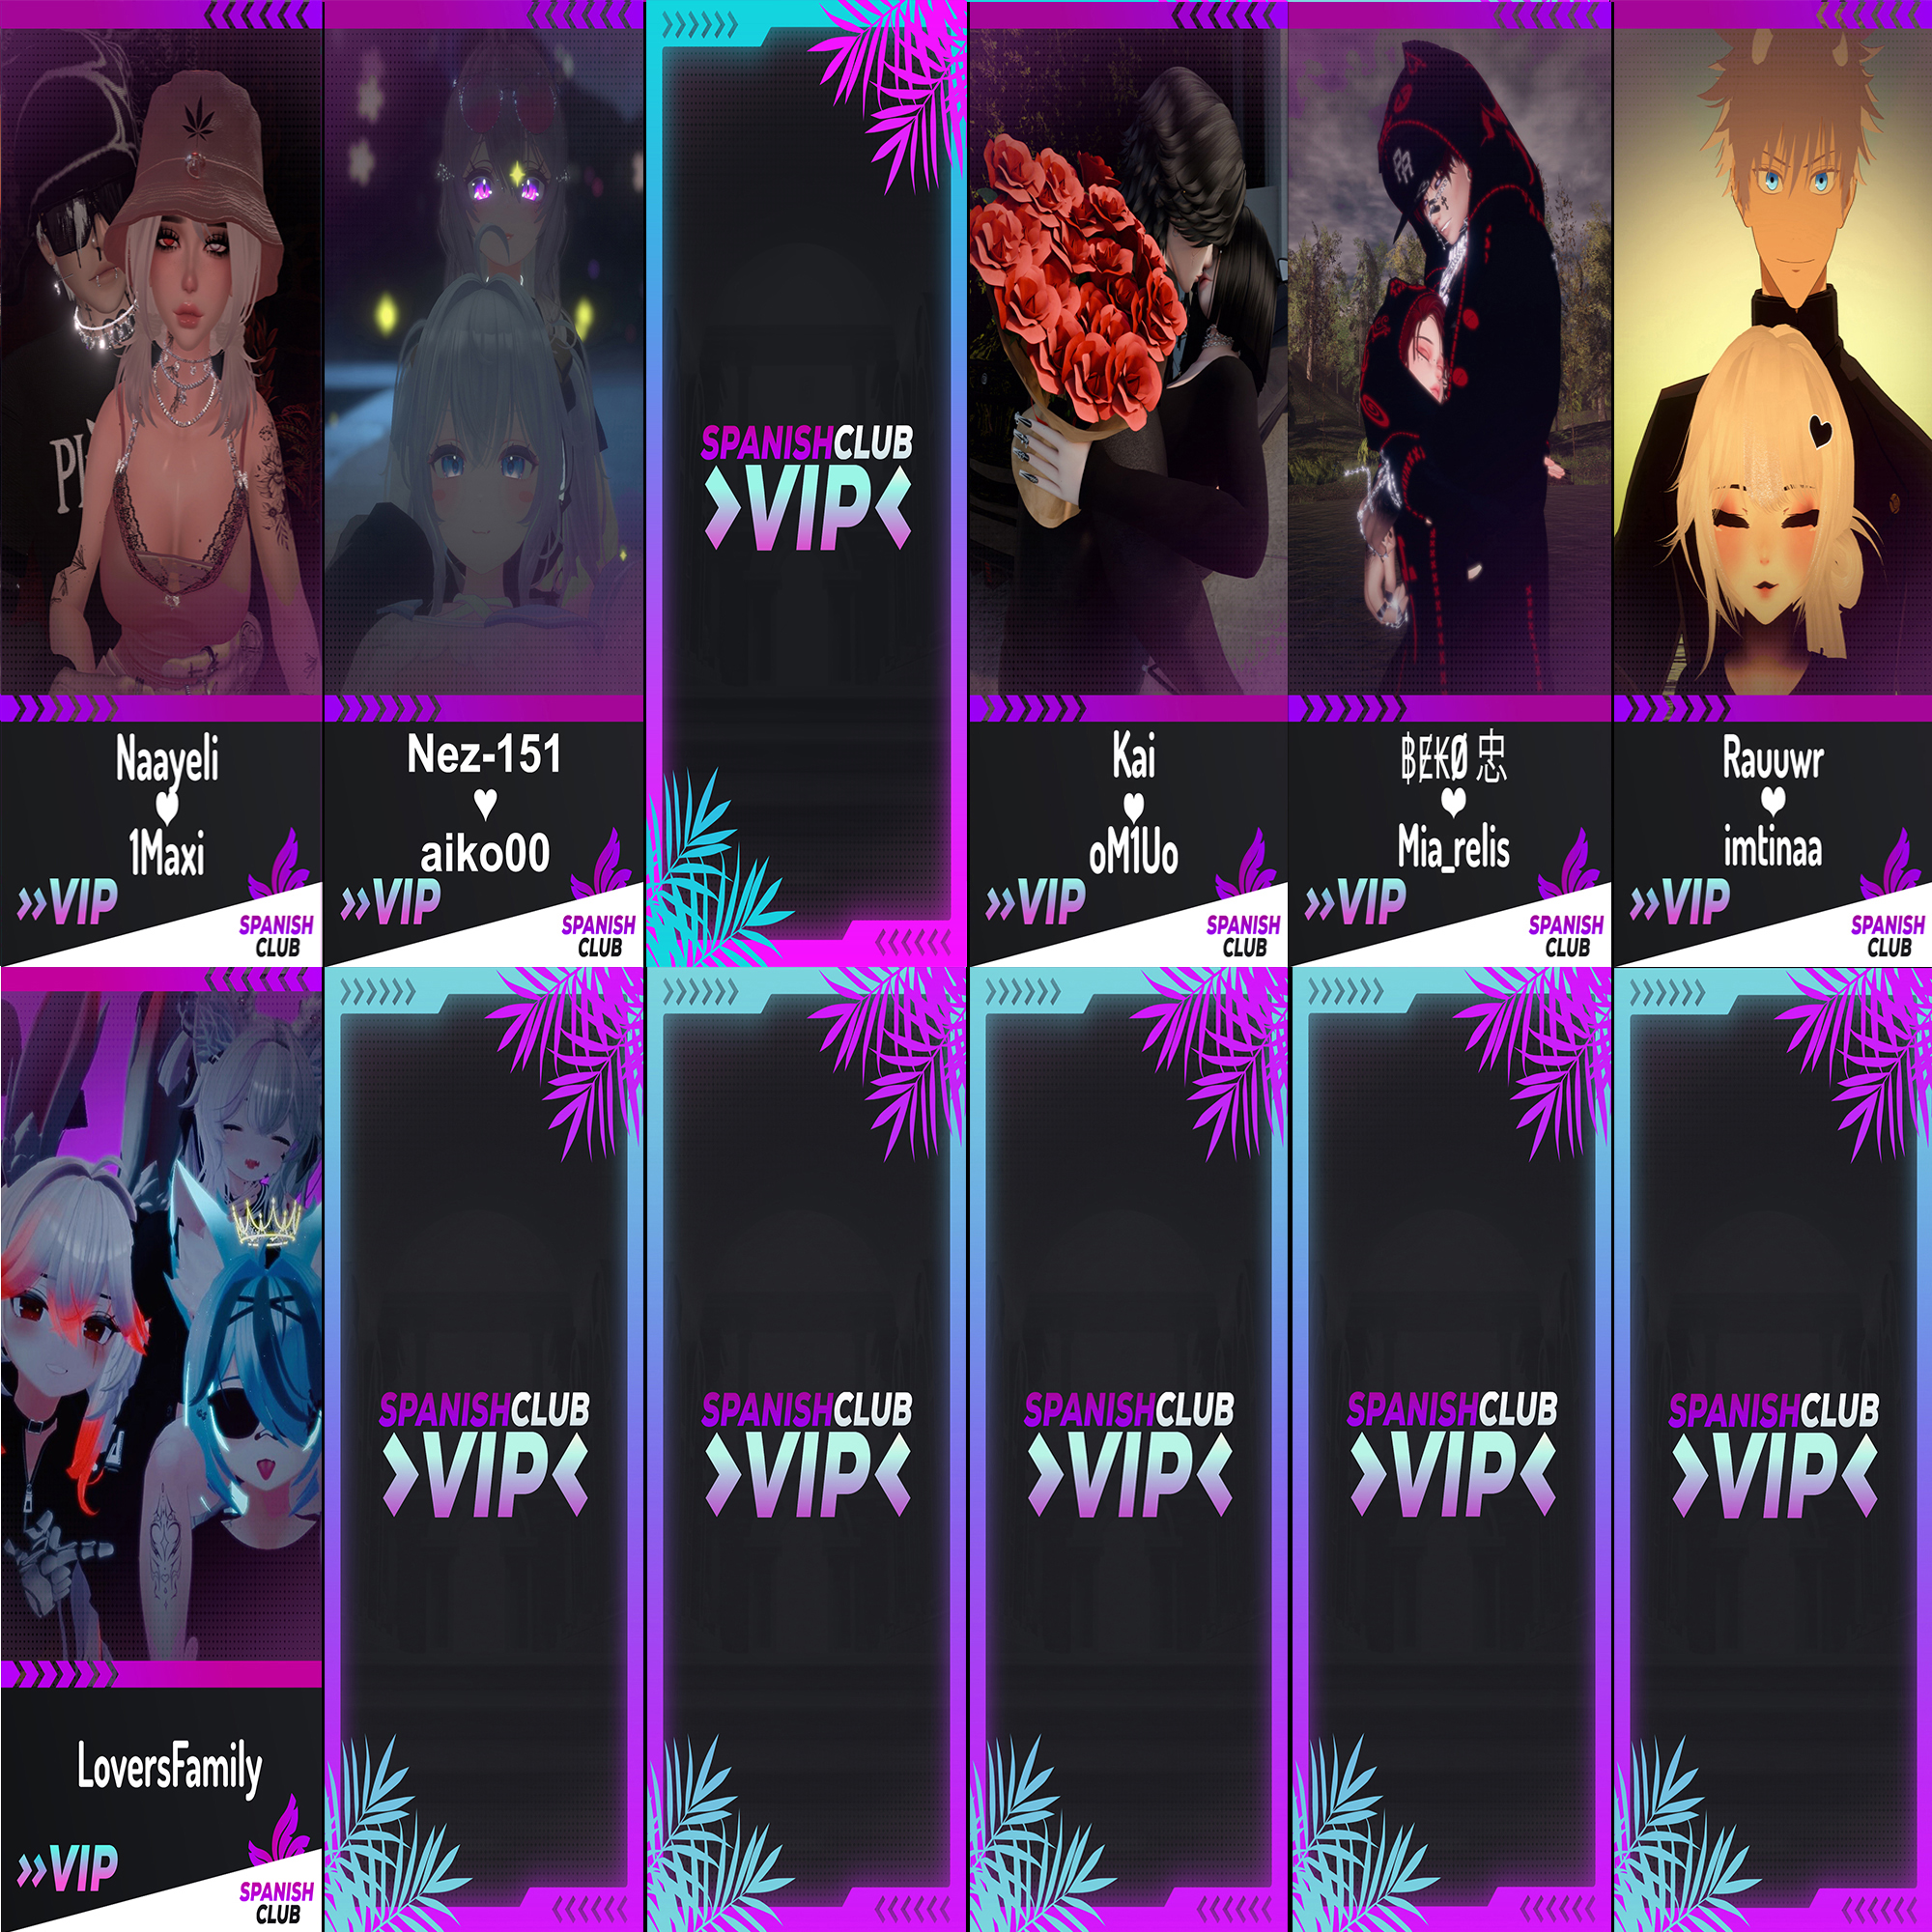 Naayeli
♥
1Maxi
VIP
SPANISH
CLUB
Nez-151
♥
aiko00
VIP
SPANISH
CLUB
SPANISHCLUB
VIP
Kai
♥
oM1Uo
VIP
SPANISH
CLUB
฿ɆꝀØ 忠
♥
Mia_relis
VIP
SPANISH
CLUB
Rauuwr
♥
imtinaa
VIP
SPANISH
CLUB
LoversFamily
VIP
SPANISH
CLUB
SPANISHCLUB
VIP
SPANISHCLUB
VIP
SPANISHCLUB
VIP
SPANISHCLUB
VIP
SPANISHCLUB
VIP